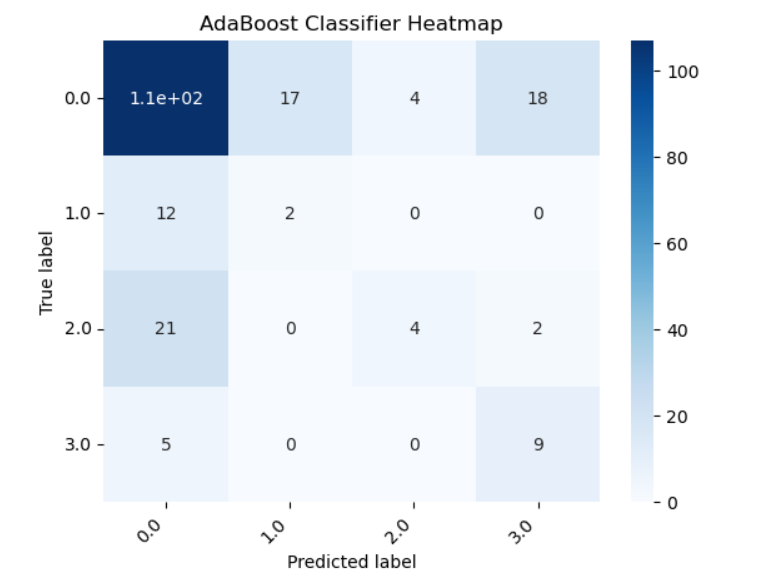 AdaBoost Classifier Heatmap
0.0 1.1e+02 17 4 18
1.0 12 2 0 0
2.0 21 0 4 2
3.0 5 0 0 9
0.0 1.0 2.0 3.0
Predicted label
True label
100
80
60
40
20
0